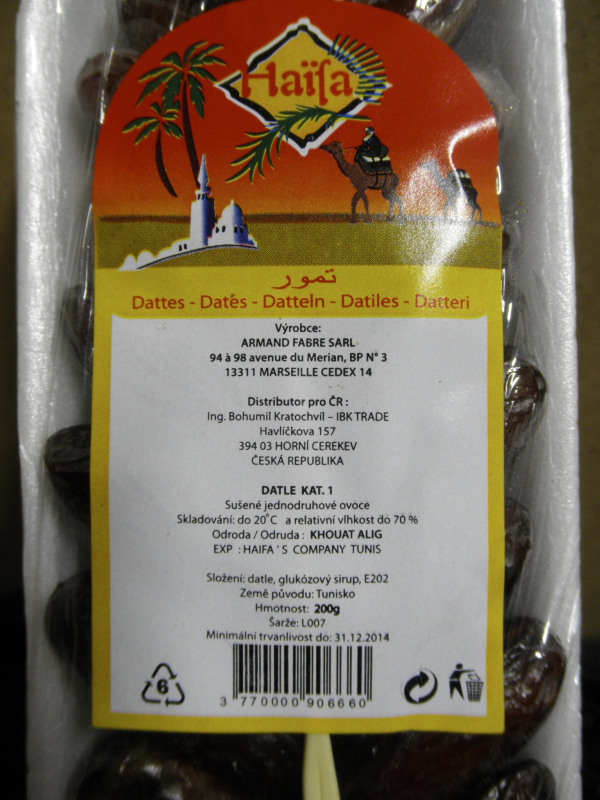 Haïfa
تمور
Dattes - Dates - Datteln - Datiles - Datteri
Výrobce:
ARMAND FABRE SARL
94 à 98 avenue du Merian, BP N° 3
13311 MARSEILLE CEDEX 14
Distributor pro ČR :
Ing. Bohumil Kratochvíl – IBK TRADE
Havlíčkova 157
394 03 HORNÍ CEREKEV
ČESKÁ REPUBLIKA
DATLE KAT. 1
Sušené jednodruhové ovoce
Skladování: do 20°C a relativní vlhkost do 70 %
Odroda / Odruda : KHOUAT ALIG
EXP : HAIFA ' S COMPANY TUNIS
Složení: datle, glukózový sirup, E202
Země původu: Tunisko
Hmotnost: 200g
Šarže: L007
Minimální trvanlivost do: 31.12.2014
6
3 770000 906660